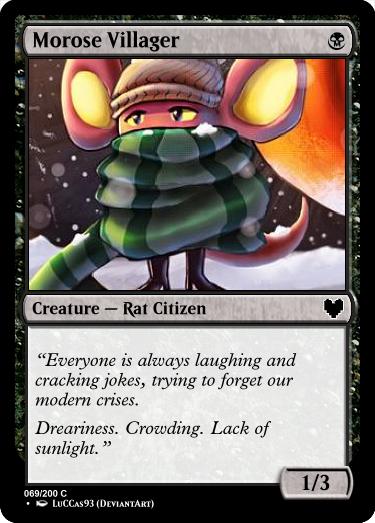 Morose Villager
Creature — Rat Citizen
“Everyone is always laughing and
cracking jokes, trying to forget our
modern crises.
Dreariness. Crowding. Lack of
sunlight.”
1/3
069/200 C
• LuCCas93 (DeviantArt)